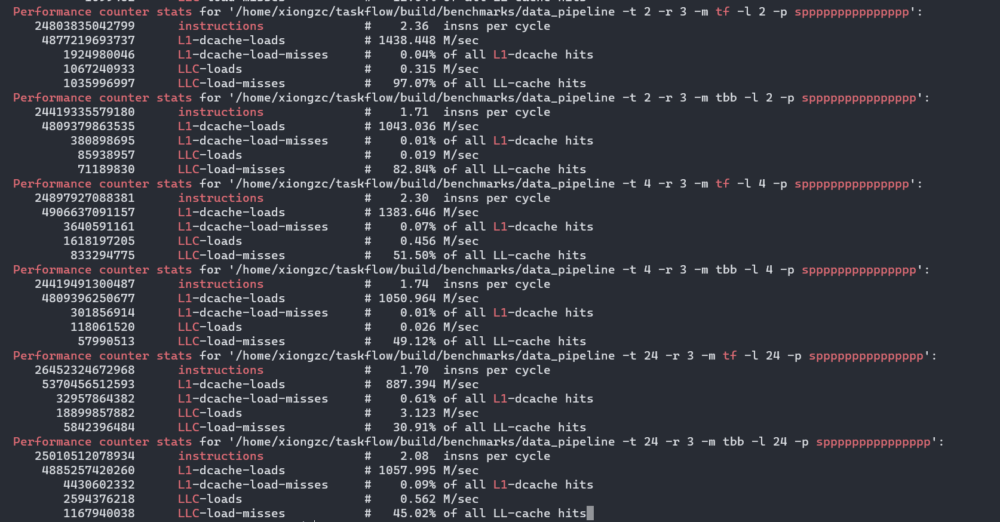 Performance counter stats for '/home/xiongzc/taskflow/build/benchmarks/data_pipeline -t 2 -r 3 -m tf -l 2 -p spppppppppppppppp':
24803835042799 instructions # 2.36 insns per cycle
4877219693737 L1-dcache-loads # 1438.448 M/sec
1924980046 L1-dcache-load-misses # 0.04% of all L1-dcache hits
1067240933 LLC-loads # 0.315 M/sec
1035996997 LLC-load-misses # 97.07% of all LL-cache hits
Performance counter stats for '/home/xiongzc/taskflow/build/benchmarks/data_pipeline -t 2 -r 3 -m tbb -l 2 -p sppppppppppppppp':
24419335579180 instructions # 1.71 insns per cycle
4809379863535 L1-dcache-loads # 1043.036 M/sec
380898695 L1-dcache-load-misses # 0.01% of all L1-dcache hits
85938957 LLC-loads # 0.019 M/sec
71189830 LLC-load-misses # 82.84% of all LL-cache hits
Performance counter stats for '/home/xiongzc/taskflow/build/benchmarks/data_pipeline -t 4 -r 3 -m tf -l 4 -p sppppppppppppppp':
24897927088381 instructions # 2.30 insns per cycle
4906637091157 L1-dcache-loads # 1383.646 M/sec
3640591161 L1-dcache-load-misses # 0.07% of all L1-dcache hits
1618197205 LLC-loads # 0.456 M/sec
833294775 LLC-load-misses # 51.50% of all LL-cache hits
Performance counter stats for '/home/xiongzc/taskflow/build/benchmarks/data_pipeline -t 4 -r 3 -m tbb -l 4 -p sppppppppppppppp':
24419491300487 instructions # 1.74 insns per cycle
4809396250677 L1-dcache-loads # 1050.964 M/sec
301856914 L1-dcache-load-misses # 0.01% of all L1-dcache hits
118061520 LLC-loads # 0.026 M/sec
57990513 LLC-load-misses # 49.12% of all LL-cache hits
Performance counter stats for '/home/xiongzc/taskflow/build/benchmarks/data_pipeline -t 24 -r 3 -m tf -l 24 -p sppppppppppppppp':
26452324672968 instructions # 1.70 insns per cycle
5370456512593 L1-dcache-loads # 887.394 M/sec
32957864382 L1-dcache-load-misses # 0.61% of all L1-dcache hits
18899857882 LLC-loads # 3.123 M/sec
5842396484 LLC-load-misses # 30.91% of all LL-cache hits
Performance counter stats for '/home/xiongzc/taskflow/build/benchmarks/data_pipeline -t 24 -r 3 -m tbb -l 24 -p sppppppppppppppp':
25010512078934 instructions # 2.08 insns per cycle
4885257420260 L1-dcache-loads # 1057.995 M/sec
4430602332 L1-dcache-load-misses # 0.09% of all L1-dcache hits
2594376218 LLC-loads # 0.562 M/sec
1167940038 LLC-load-misses # 45.02% of all LL-cache hits